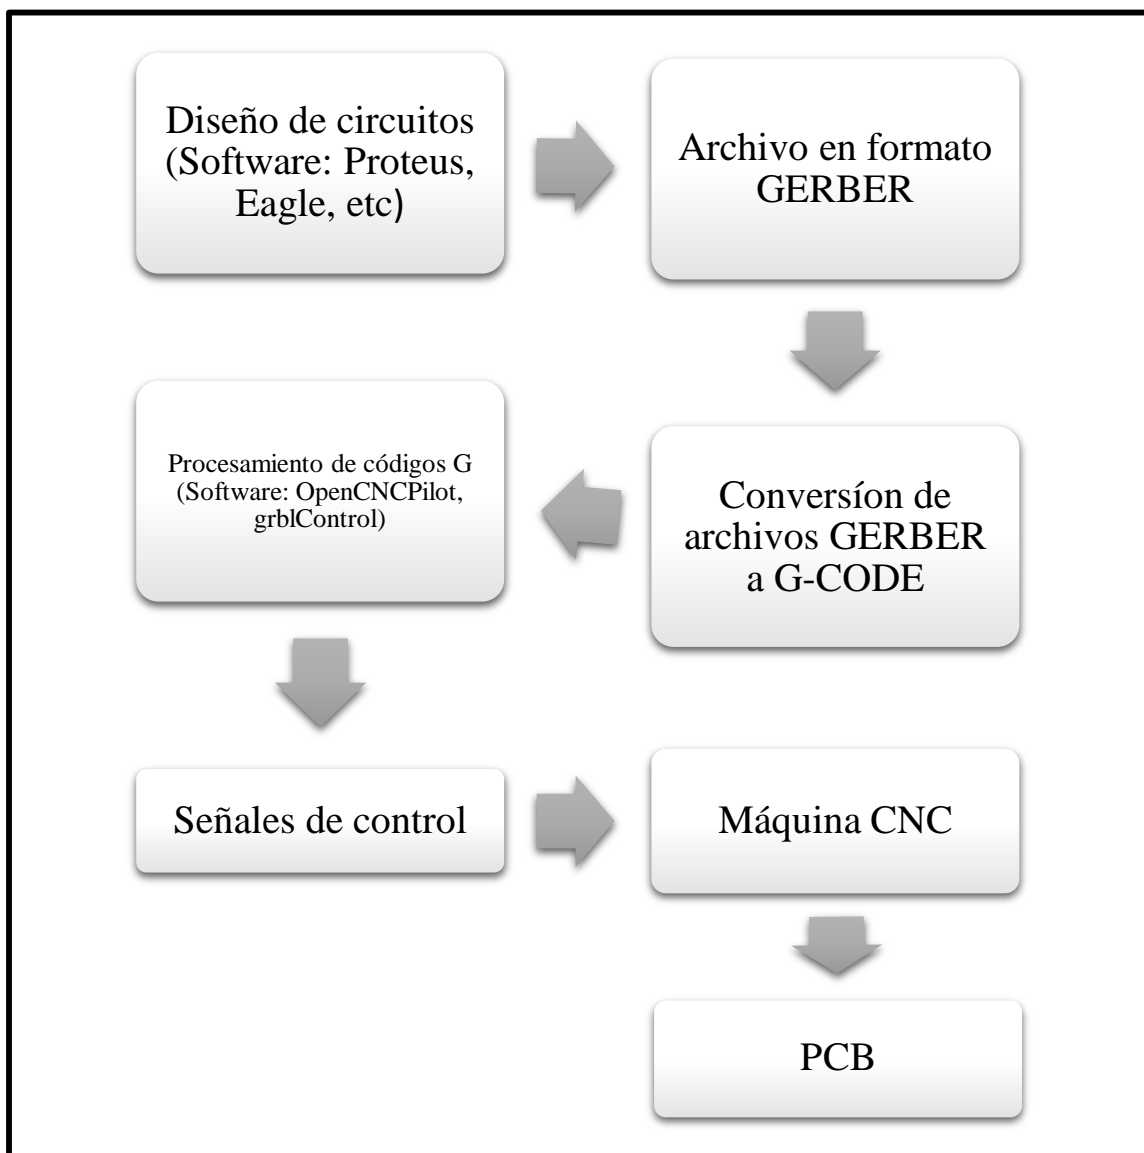 Diseño de circuitos
(Software: Proteus,
Eagle, etc)
Archivo en formato
GERBER
Conversíon de
archivos GERBER
a G-CODE
Procesamiento de códigos G
(Software: OpenCNCPilot,
grblControl)
Señales de control
Máquina CNC
PCB